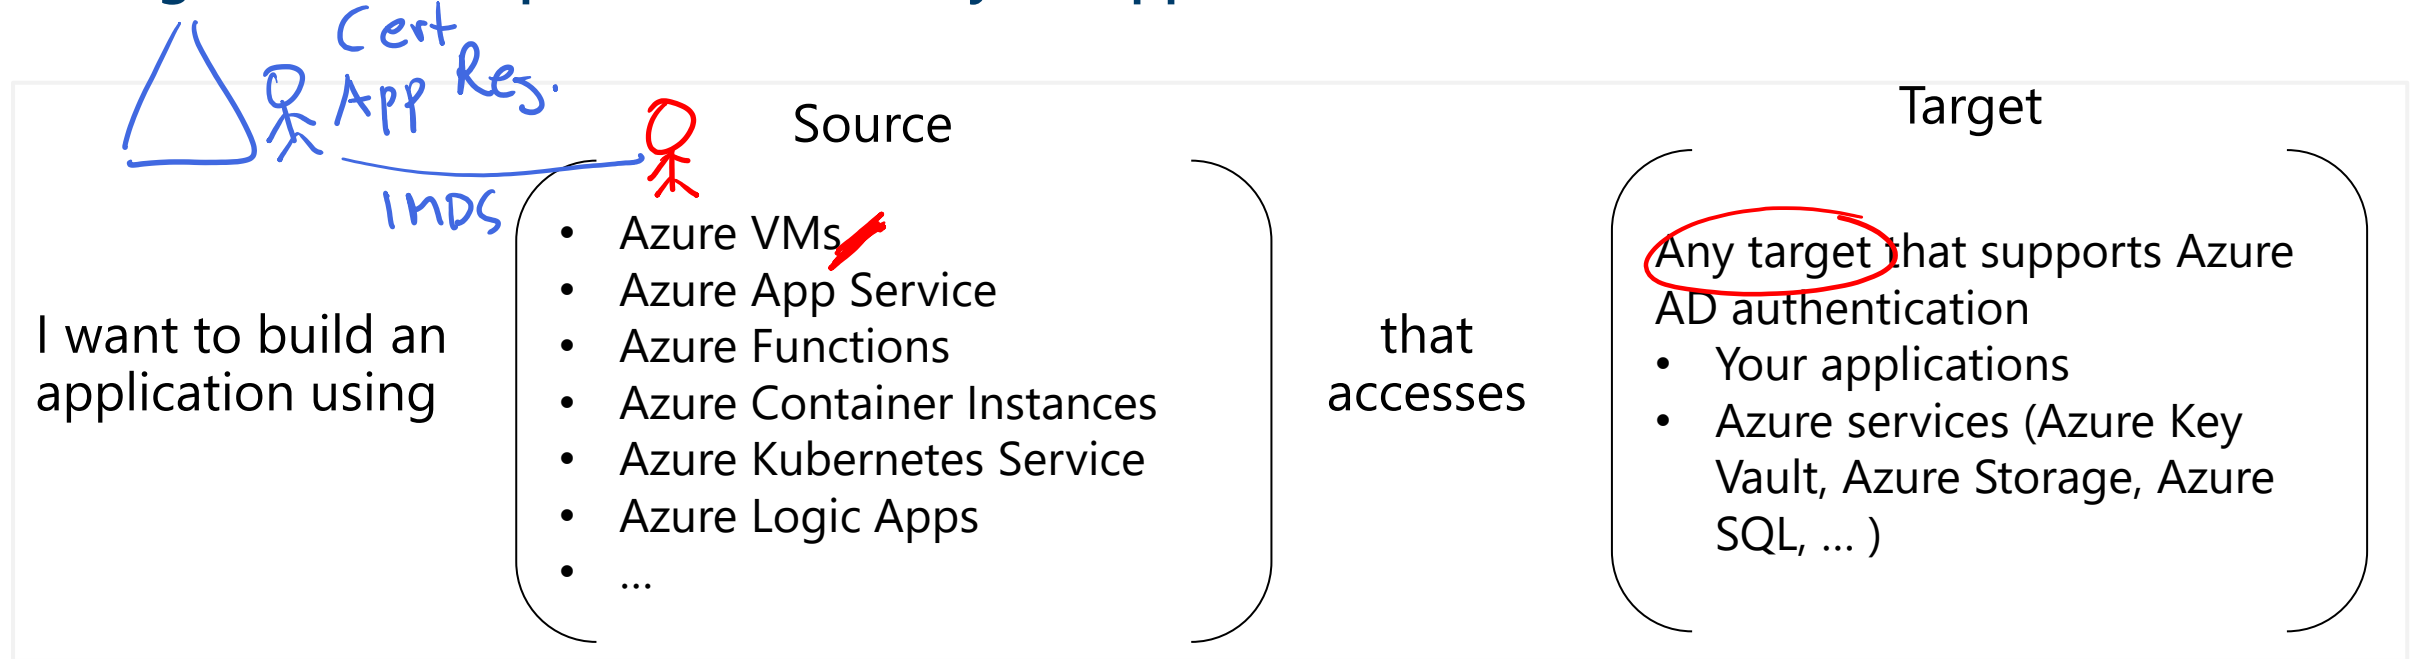 Cert
App Reg.
IMDS
Source
• Azure VMs
• Azure App Service
• Azure Functions
• Azure Container Instances
• Azure Kubernetes Service
• Azure Logic Apps
• ...
I want to build an
application using
that
accesses
Target
Any target that supports Azure
AD authentication
• Your applications
• Azure services (Azure Key
Vault, Azure Storage, Azure
SQL, ... )